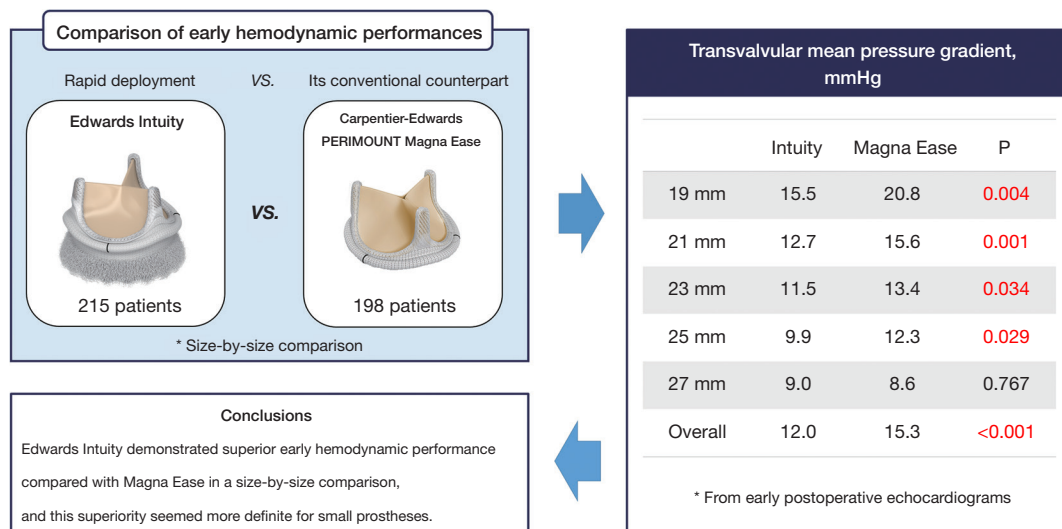 Comparison of early hemodynamic performances
Rapid deployment VS. Its conventional counterpart
Edwards Intuity
Carpentier-Edwards
PERIMOUNT Magna Ease
VS.
215 patients
198 patients
* Size-by-size comparison
Transvalvular mean pressure gradient,
mmHg
Intuity Magna Ease P
19 mm 15.5 20.8 0.004
21 mm 12.7 15.6 0.001
23 mm 11.5 13.4 0.034
25 mm 9.9 12.3 0.029
27 mm 9.0 8.6 0.767
Overall 12.0 15.3 <0.001
* From early postoperative echocardiograms
Conclusions
Edwards Intuity demonstrated superior early hemodynamic performance
compared with Magna Ease in a size-by-size comparison,
and this superiority seemed more definite for small prostheses.